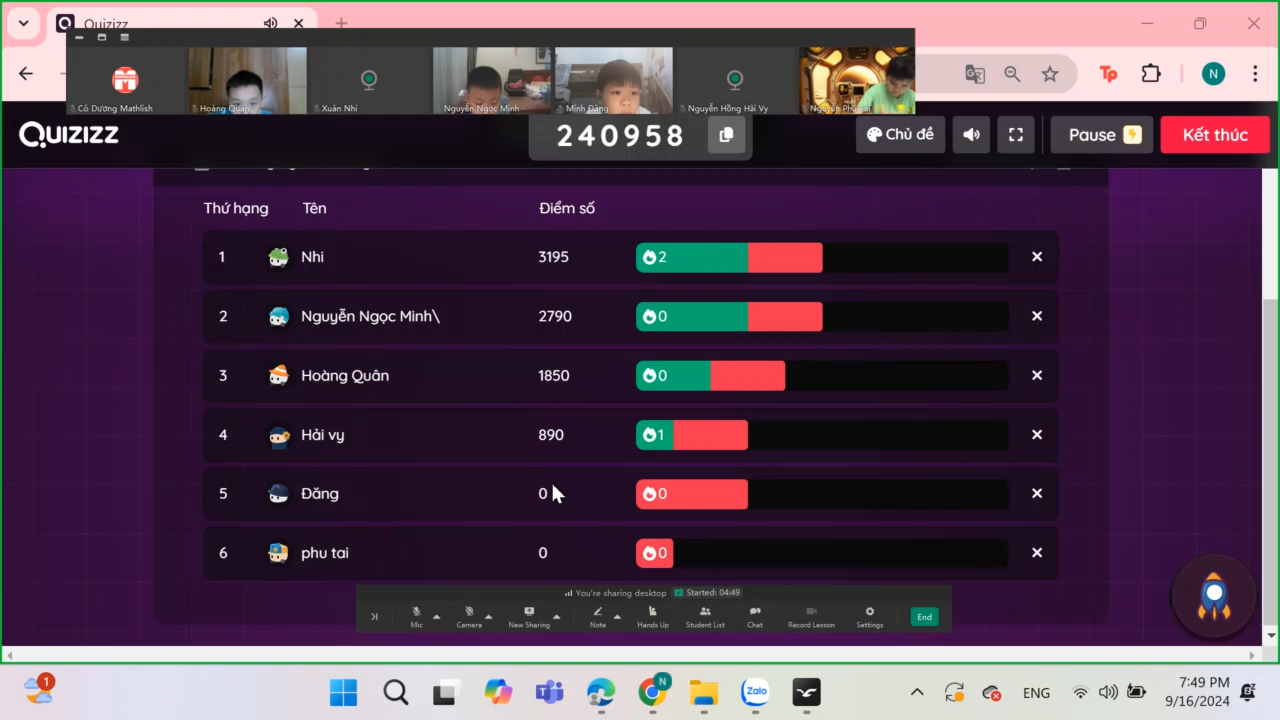 Quizizz
Cô Dương Mathlish
Hoàng Quân
Xuân Nhi
Nguyễn Ngọc Minh
Minh Đăng
Nguyễn Hồng Hải Vy
Tp
N
Quizizz
240958
Chủ đề
Pause
Kết thúc
Thứ hạng Tên Điểm số
1 Nhi 3195 2
2 Nguyễn Ngọc Minh\ 2790 0
3 Hoàng Quân 1850 0
4 Hải vy 890 1
5 Đăng 0 0
6 phu tai 0 0
You're sharing desktop Started: 04:49
Mic Camera New Sharing Note Hands Up Student List Chat Record Lesson Settings End
1
N
Zalo
ENG
7:49 PM
9/16/2024